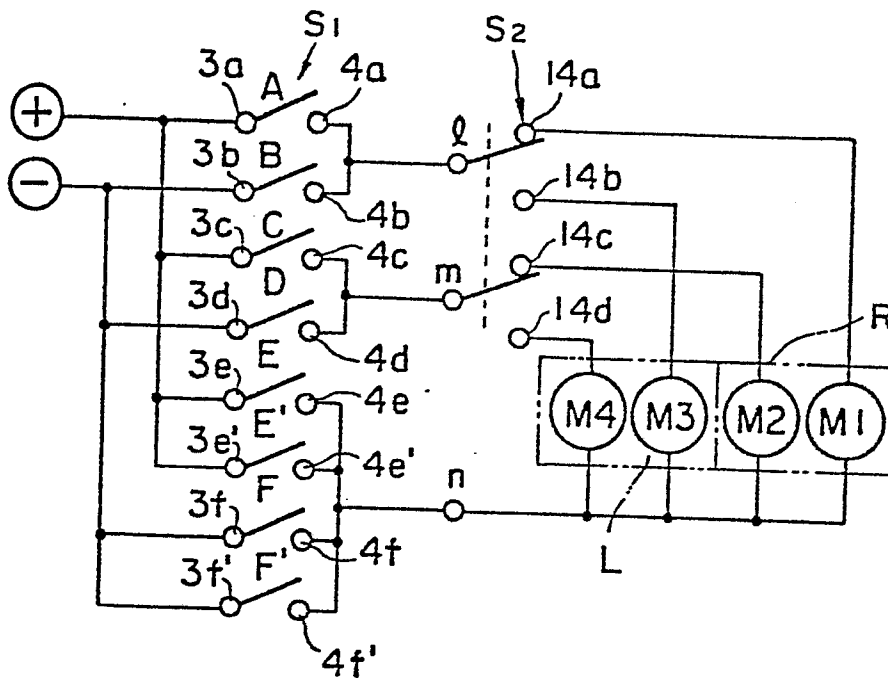 S1
S2
3a A 4a
14a
+
l
3b B
−
14b
4b
3c C
4c
14c
D
m
3d
14d
R
E
4d
3e
4e
E'
M4 M3 M2 M1
3e'
4e'
F
n
3f
4f
L
F'
3f'
4f'